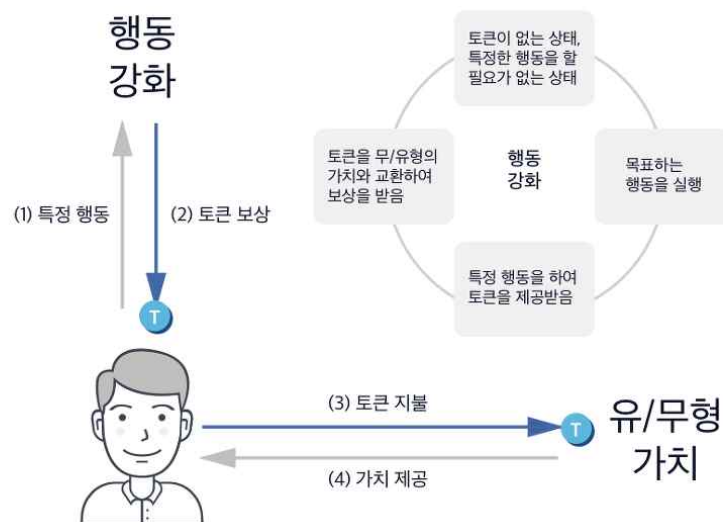 행동
강화
(1) 특정 행동
(2) 토큰 보상
T
토큰이 없는 상태,
특정한 행동을 할
필요가 없는 상태
토큰을 무/유형의
가치와 교환하여
보상을 받음
행동
강화
목표하는
행동을 실행
특정 행동을 하여
토큰을 제공받음
(3) 토큰 지불
T
(4) 가치 제공
유/무형
가치